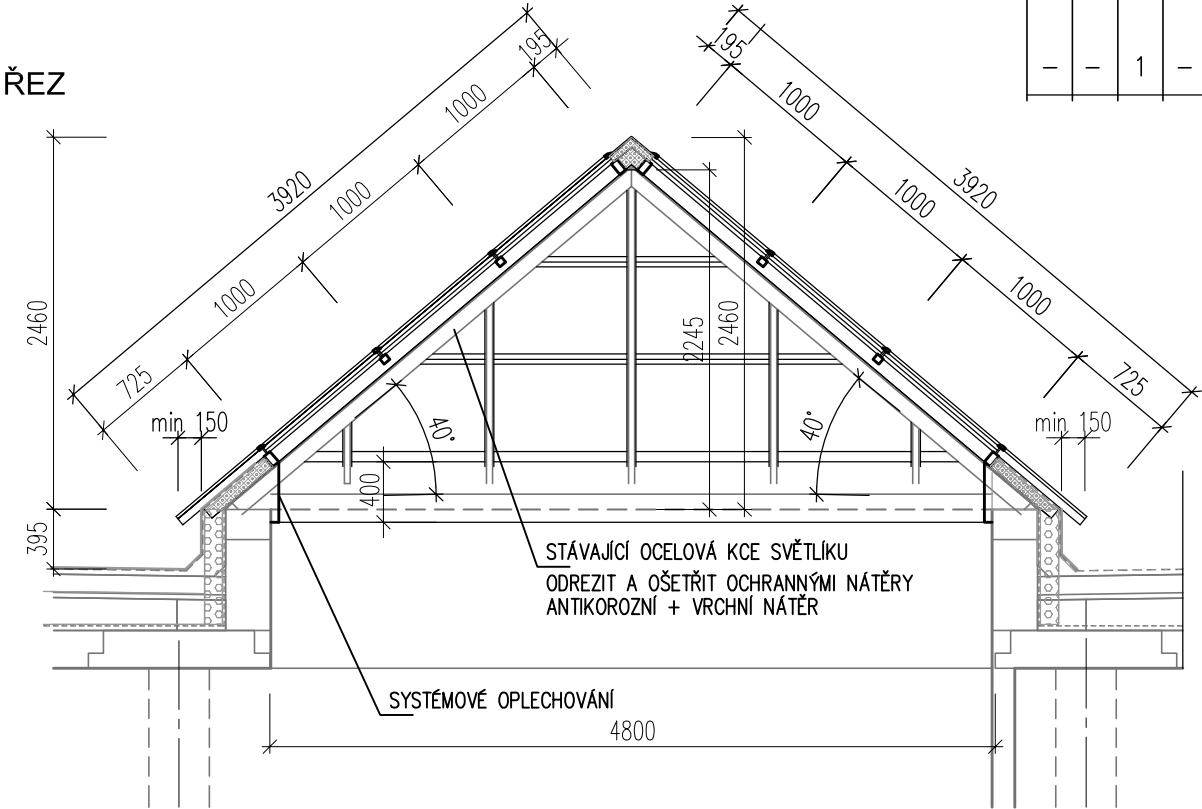 ŘEZ
- - 1 -
195
195
1000
1000
3920
3920
1000
1000
1000
1000
725
725
2460
2245
2460
min 150
min 150
40°
40°
400
395
STÁVAJÍCÍ OCELOVÁ KCE SVĚTLÍKU
ODREZIT A OŠETŘIT OCHRANNÝMI NÁTĚRY
ANTIKOROZNÍ + VRCHNÍ NÁTĚR
SYSTÉMOVÉ OPLECHOVÁNÍ
4800